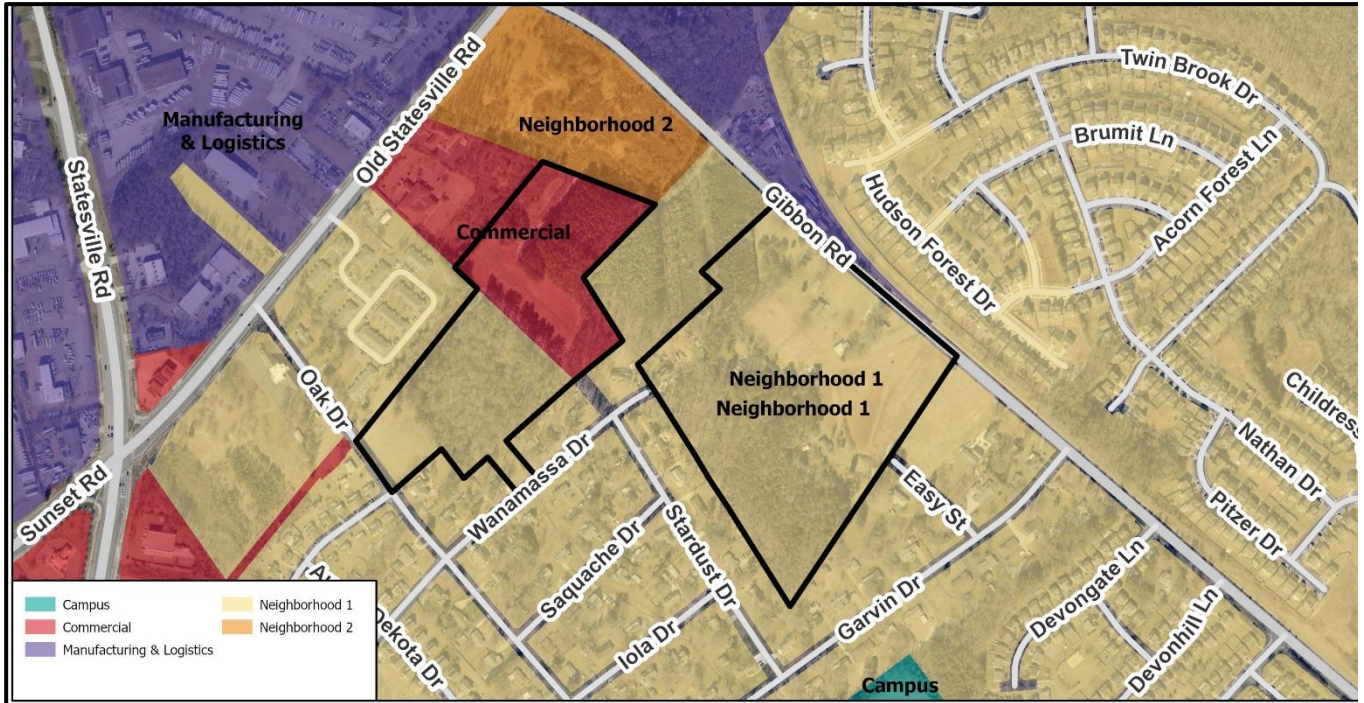 Twin Brook Dr
Brumit Ln
Acorn Forest Ln
Manufacturing
& Logistics
Old Statesville Rd
Neighborhood 2
Statesville Rd
Hudson Forest Dr
Gibbon Rd
Commercial
Neighborhood 1
Neighborhood 1
Childress
Nathan Dr
Pitzer Dr
Oak Dr
Sunset Rd
Wanamassa Dr
Easy St
Saquache Dr
Stardust Dr
Garvin Dr
Iola Dr
Devongate Ln
Devonhill Ln
Dekota Dr
Campus
Campus
Commercial
Manufacturing & Logistics
Neighborhood 1
Neighborhood 2